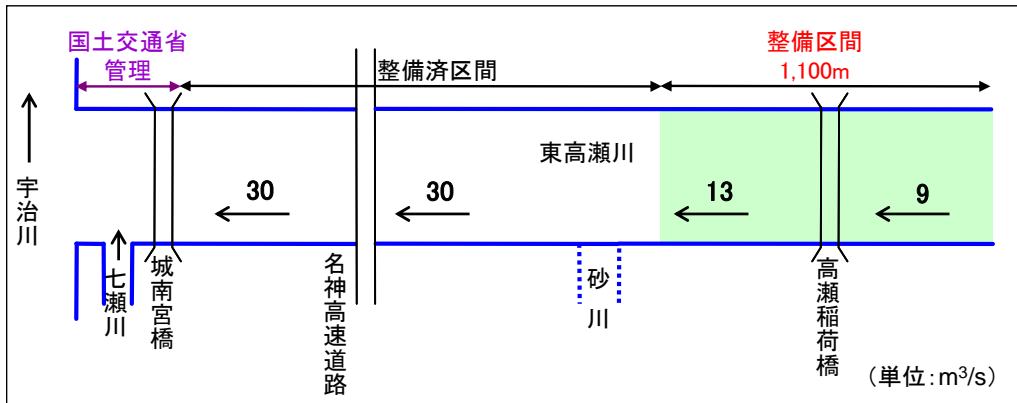 国土交通省
管理
整備済区間
整備区間
1,100m
東高瀬川
30
30
13
9
宇治川
七瀬川
城南宮橋
名神高速道路
砂川
高瀬稲荷橋
（単位：m³/s）